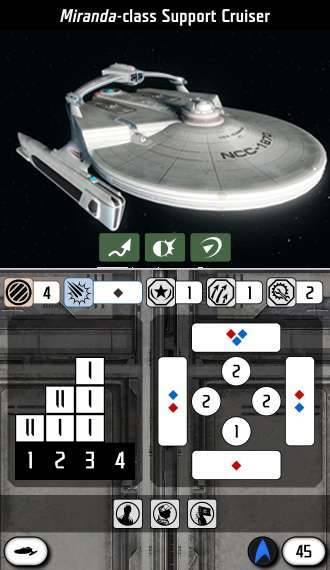 Miranda-class Support Cruiser
NCC-1870
4 1 1 2
I
II I
II I I
1 2 3 4
2
2 2
1
45